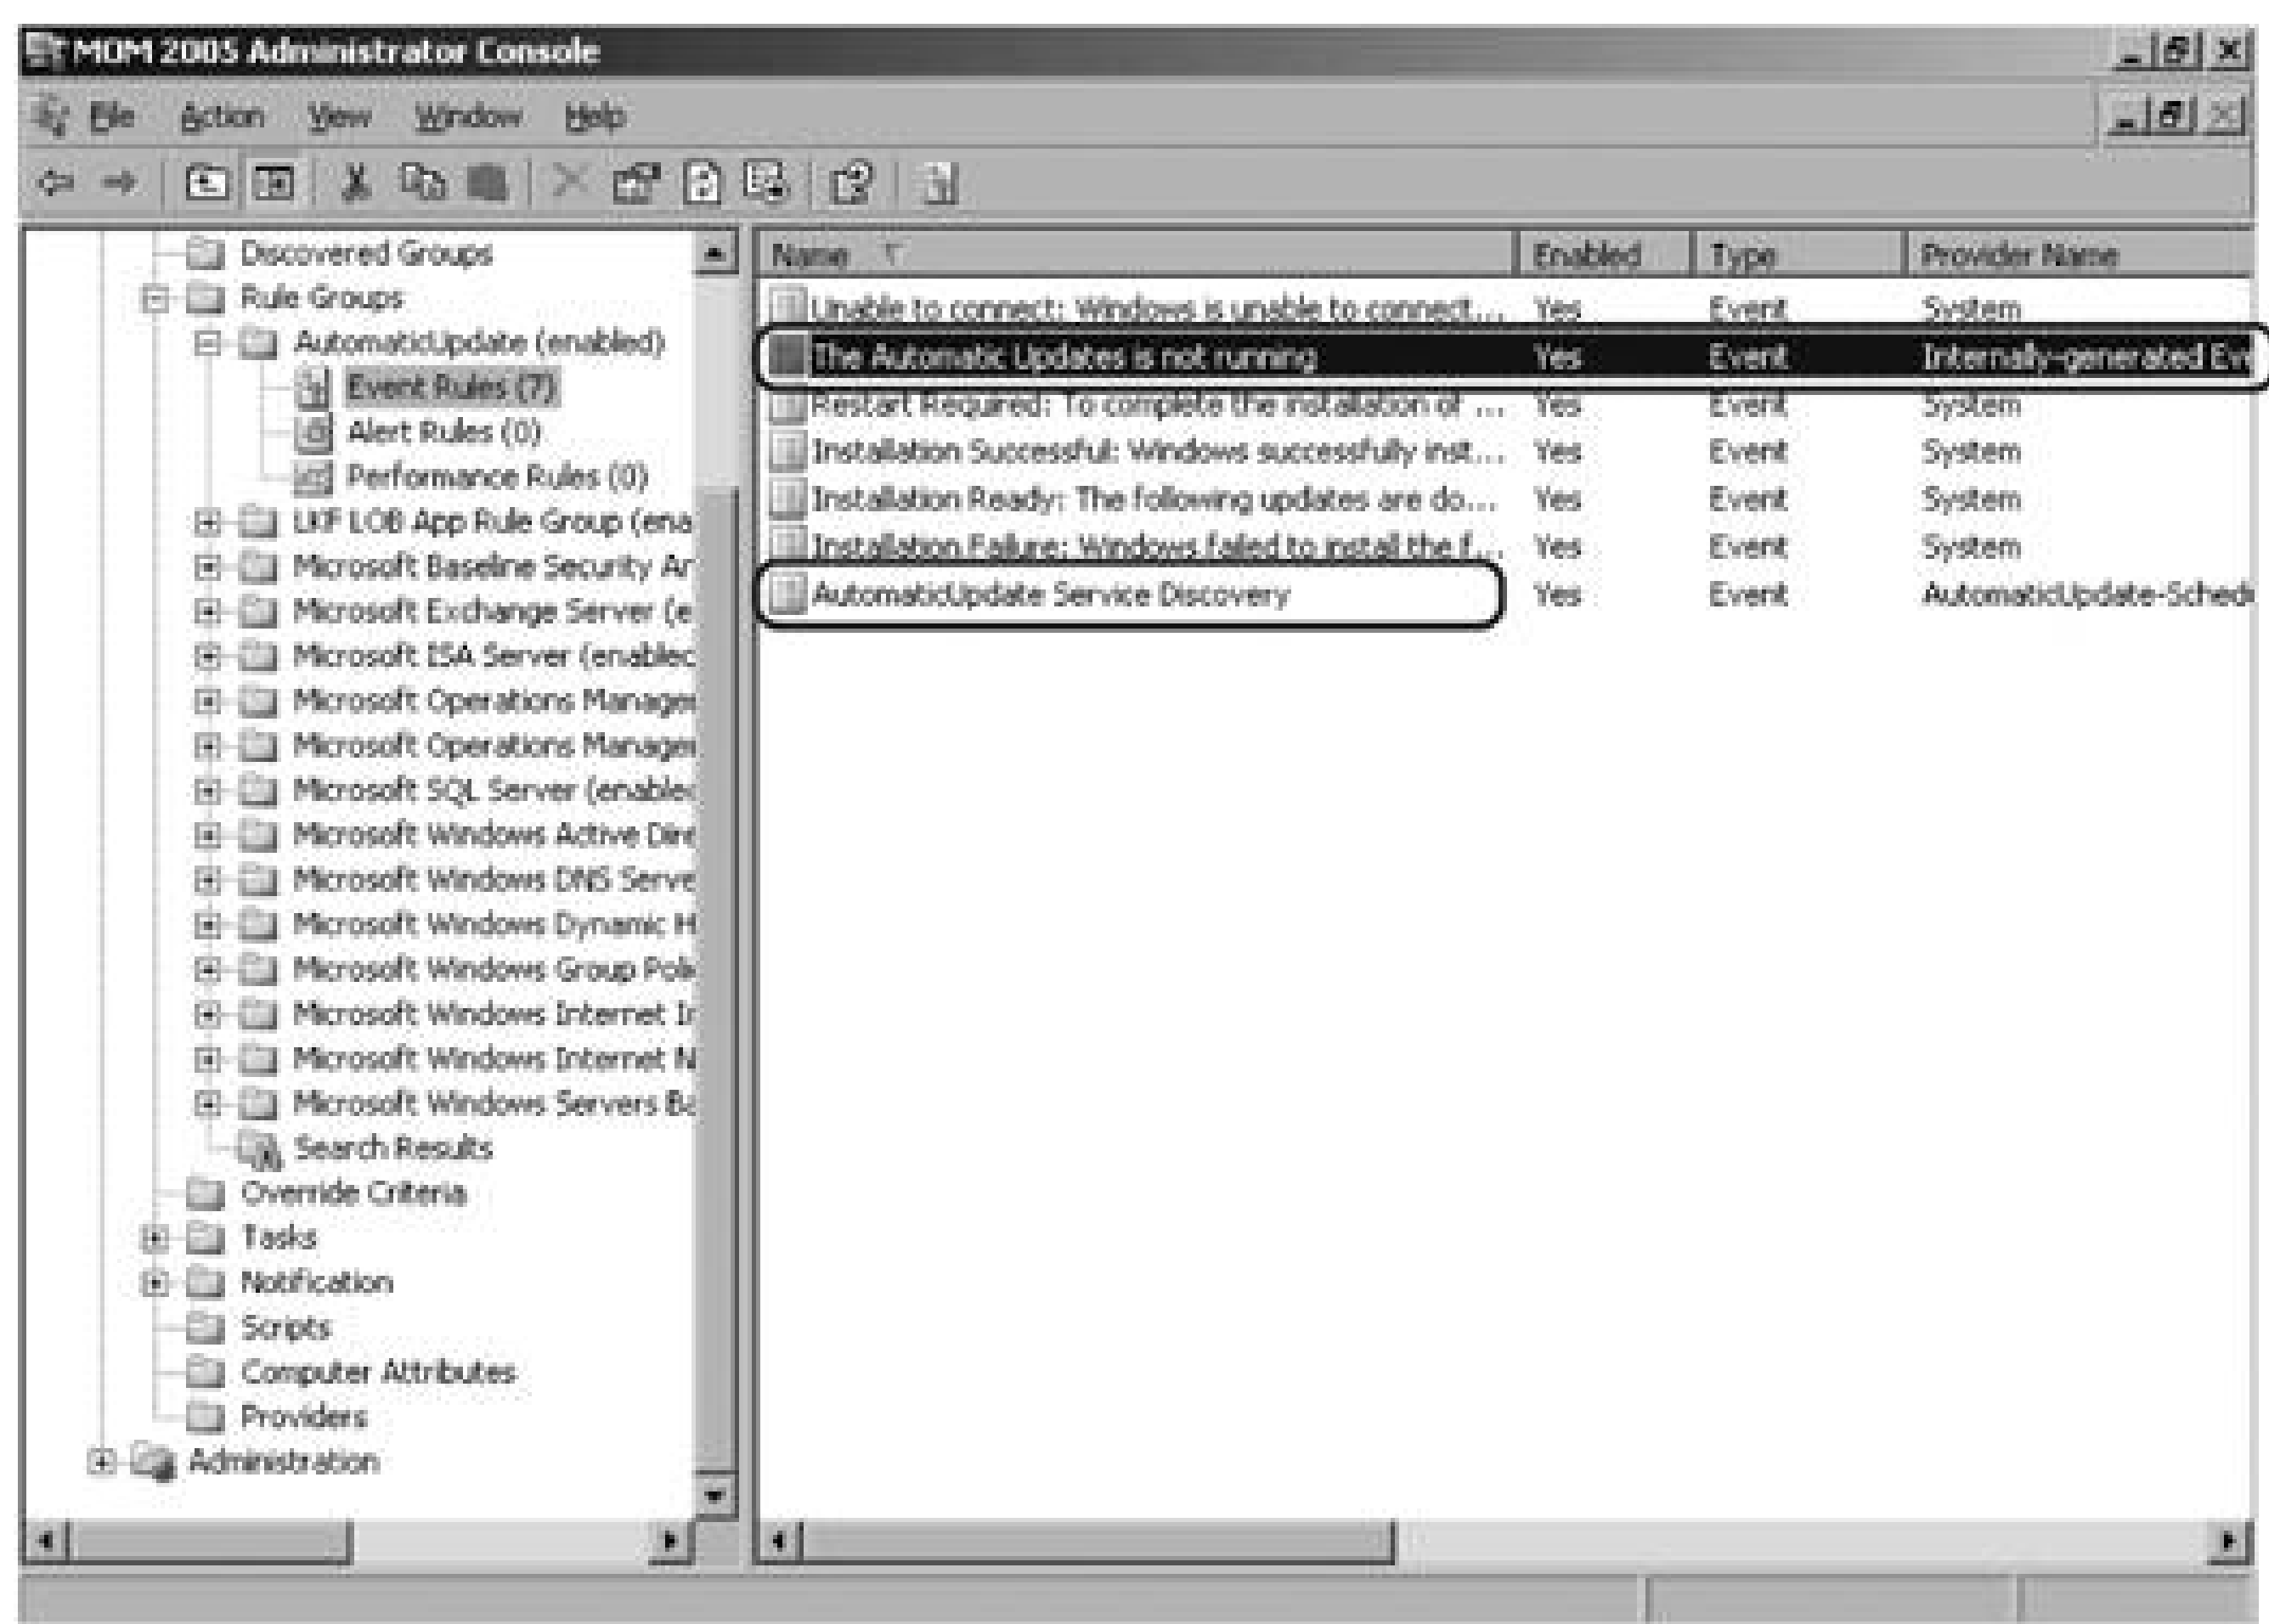 MOM 2005 Administrator Console
File Action View Window Help
Discovered Groups
Rule Groups
AutomaticUpdate (enabled)
Event Rules (7)
Alert Rules (0)
Performance Rules (0)
LKF LOB App Rule Group (ena
Microsoft Baseline Security An
Microsoft Exchange Server (e
Microsoft ISA Server (enabled
Microsoft Operations Manager
Microsoft Operations Manager
Microsoft SQL Server (enabled
Microsoft Windows Active Dire
Microsoft Windows DNS Serve
Microsoft Windows Dynamic H
Microsoft Windows Group Poli
Microsoft Windows Internet In
Microsoft Windows Internet N
Microsoft Windows Servers Ba
Search Results
Override Criteria
Tasks
Notification
Scripts
Computer Attributes
Providers
Administration
Name Enabled Type Provider Name
Unable to connect: Windows is unable to connect... Yes Event System
The Automatic Updates is not running Yes Event Internally-generated Eve
Restart Required: To complete the installation of ... Yes Event System
Installation Successful: Windows successfully inst... Yes Event System
Installation Ready: The following updates are do... Yes Event System
Installation Failure: Windows failed to install the f... Yes Event System
AutomaticUpdate Service Discovery Yes Event AutomaticUpdate-Sched